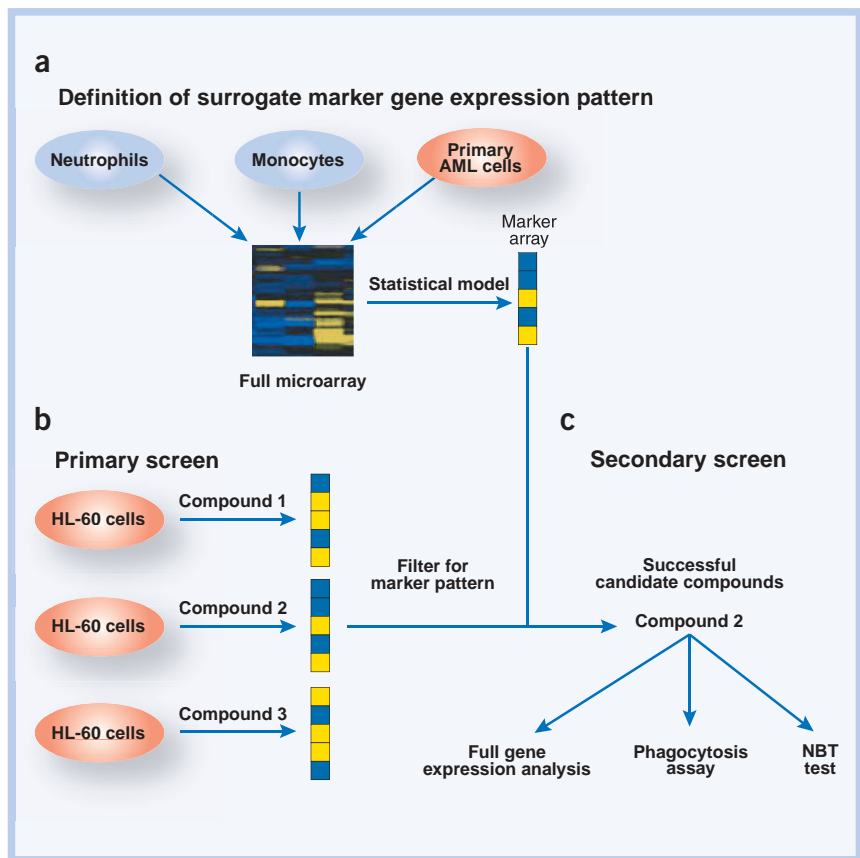 a
Definition of surrogate marker gene expression pattern
Neutrophils
Monocytes
Primary
AML cells
Marker
array
Statistical model
Full microarray
b
Primary screen
HL-60 cells
Compound 1
HL-60 cells
Compound 2
HL-60 cells
Compound 3
Filter for
marker pattern
c
Secondary screen
Successful
candidate compounds
Compound 2
Full gene
expression analysis
Phagocytosis
assay
NBT
test